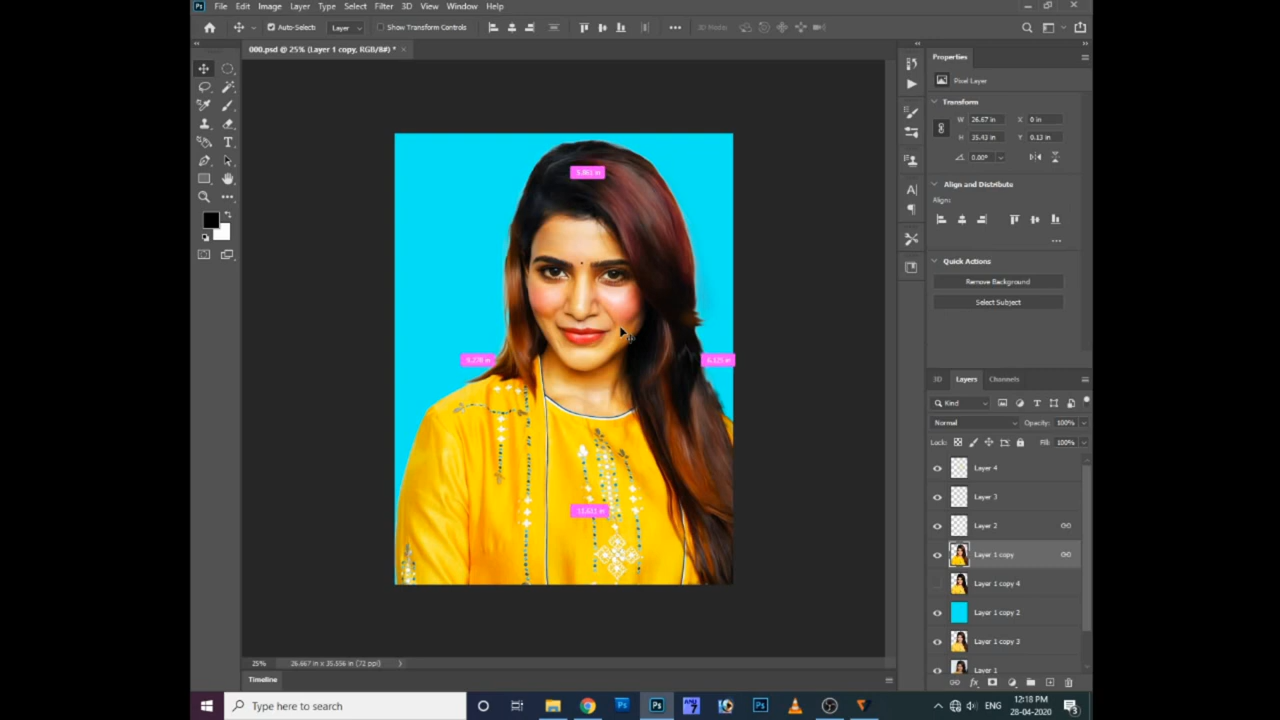 File Edit Image Layer Type Select Filter 3D View Window Help
Auto-Select: Layer Show Transform Controls 3D Mode:
000.psd @ 25% (Layer 1 copy, RGB/8#) * ×
Properties
Pixel Layer
Transform
W 26.67 in X 0 in
H 35.43 in Y 0.13 in
0.00°
Align and Distribute
Align:
Quick Actions
Remove Background
Select Subject
3D Layers Channels
Kind
Normal Opacity: 100%
Lock: Fill: 100%
Layer 4
Layer 3
Layer 2
Layer 1 copy
Layer 1 copy 4
Layer 1 copy 2
Layer 1 copy 3
Layer 1
25% 26.667 in x 35.556 in (72 ppi)
Timeline
Type here to search
ENG
12:18 PM
28-04-2020